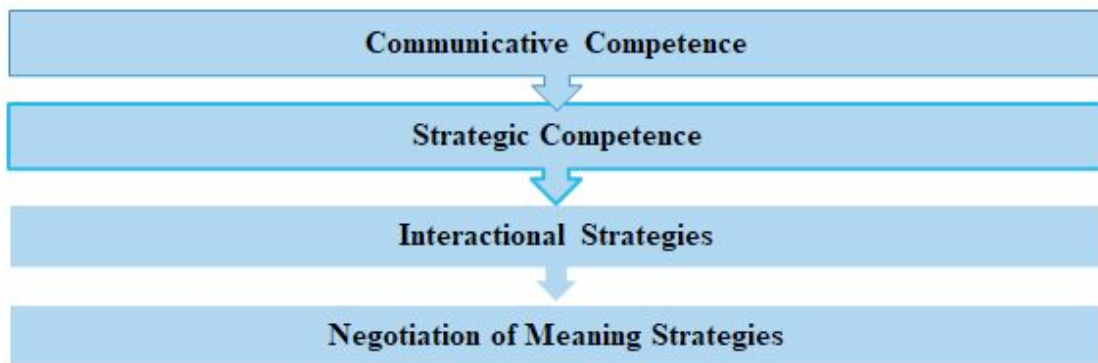 Communicative Competence
Strategic Competence
Interactional Strategies
Negotiation of Meaning Strategies